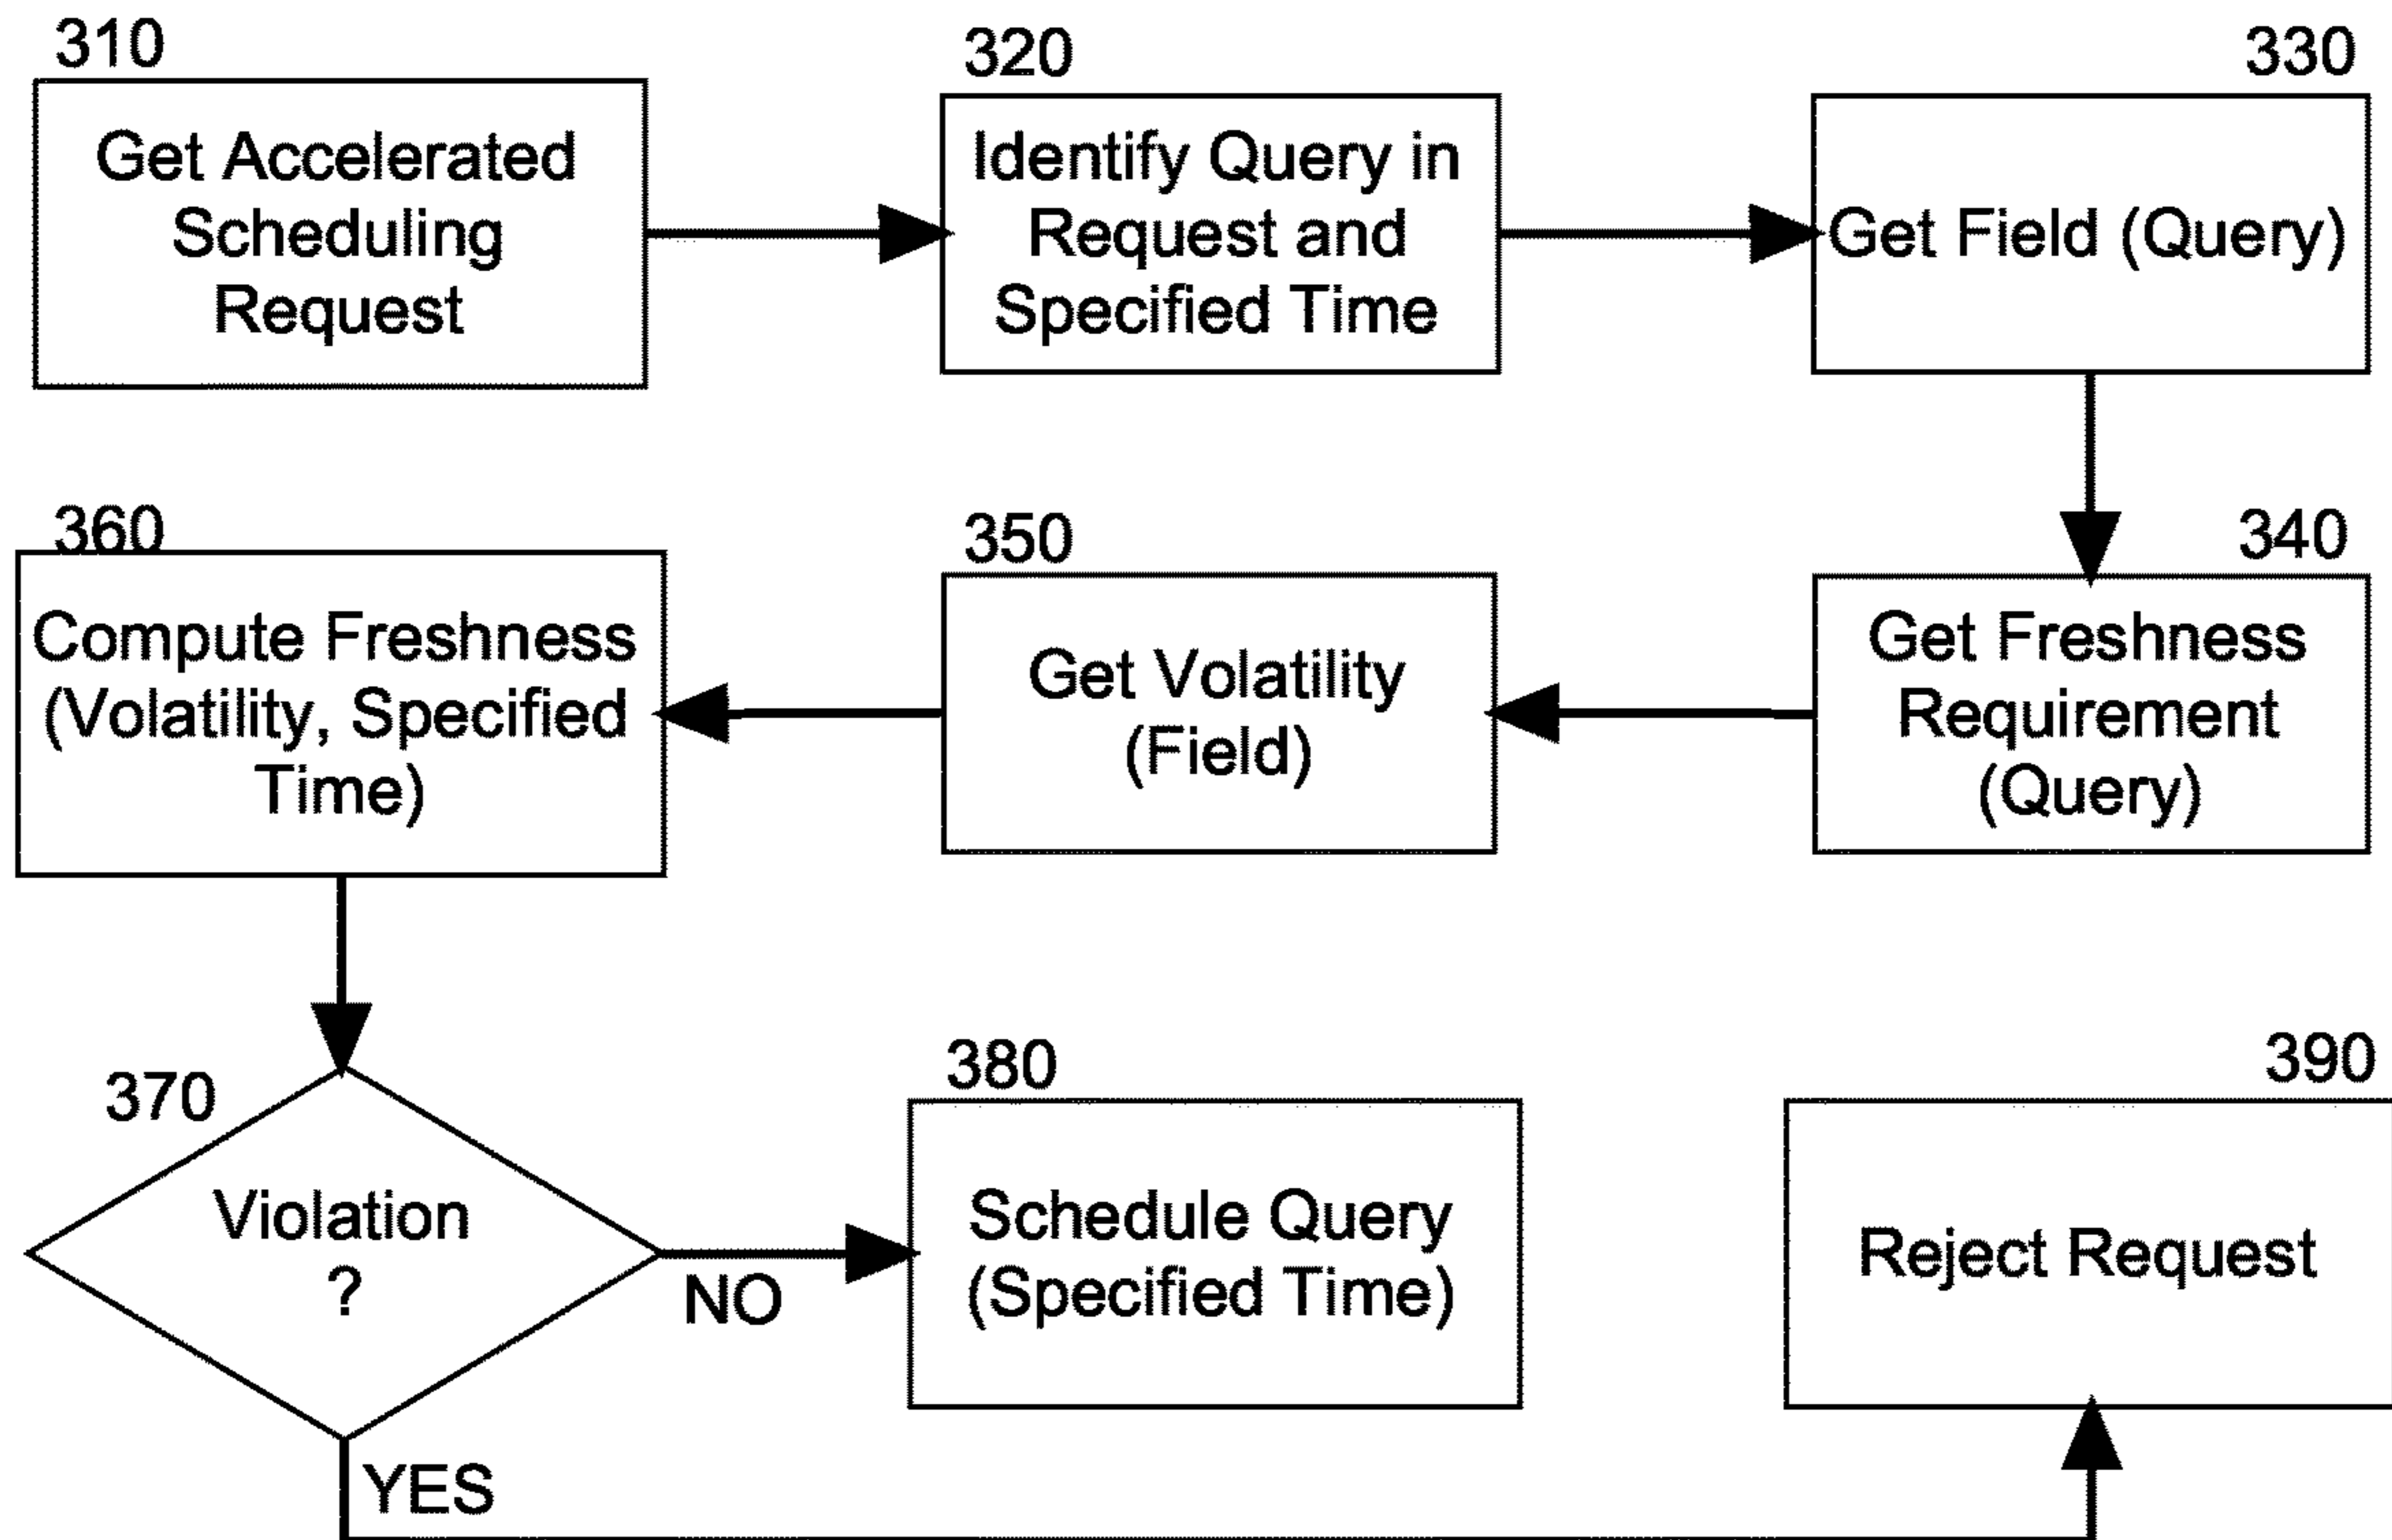 310
Get Accelerated
Scheduling
Request
320
Identify Query in
Request and
Specified Time
330
Get Field (Query)
340
Get Freshness
Requirement
(Query)
350
Get Volatility
(Field)
360
Compute Freshness
(Volatility, Specified
Time)
370
Violation
?
NO
YES
380
Schedule Query
(Specified Time)
390
Reject Request